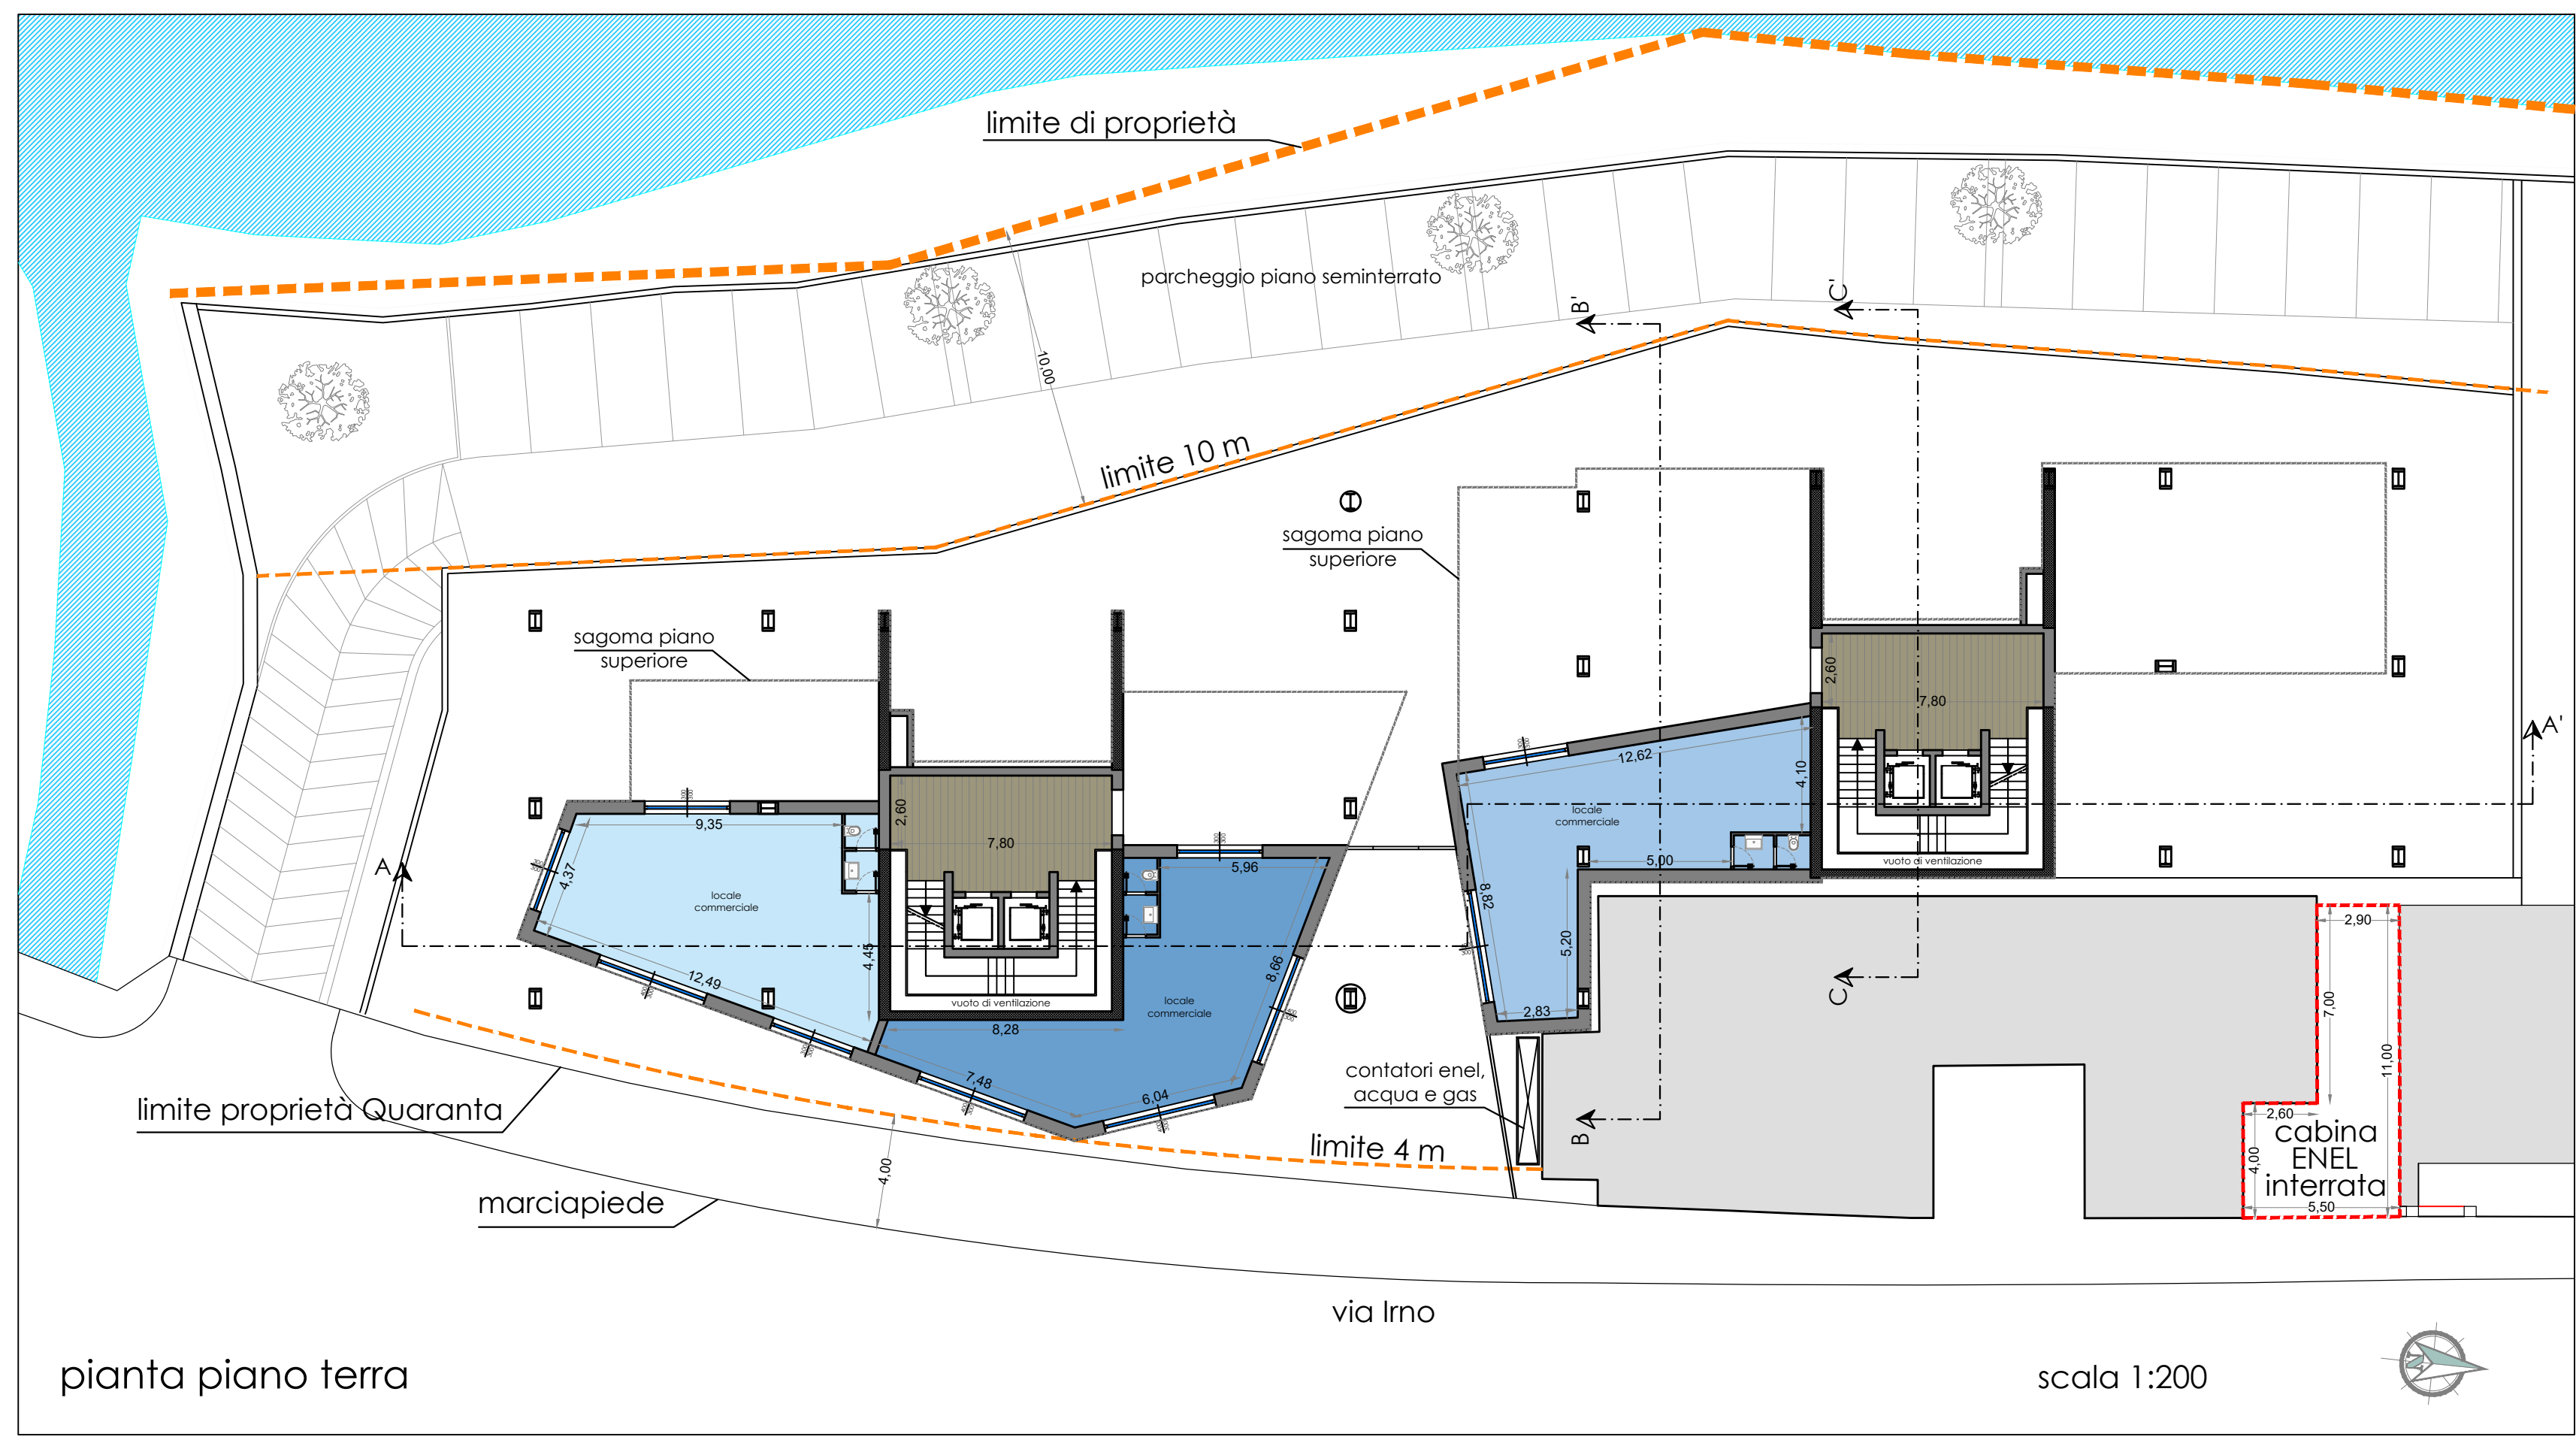 limite di proprietà
parcheggio piano seminterrato
B'
C'
10,00
limite 10 m
sagoma piano
superiore
sagoma piano
superiore
2,60
7,80
A'
12,62
4,10
locale
commerciale
5,00
vuoto di ventilazione
8,82
5,20
2,83
2,60
7,80
9,35
4,37
A
locale
commerciale
4,45
12,49
vuoto di ventilazione
8,28
5,96
8,66
locale
commerciale
7,48
6,04
C
B
2,90
7,00
11,00
2,60
4,00
cabina
ENEL
interrata
5,50
contatori enel,
acqua e gas
limite 4 m
limite proprietà Quaranta
4,00
marciapiede
via Irno
pianta piano terra
scala 1:200